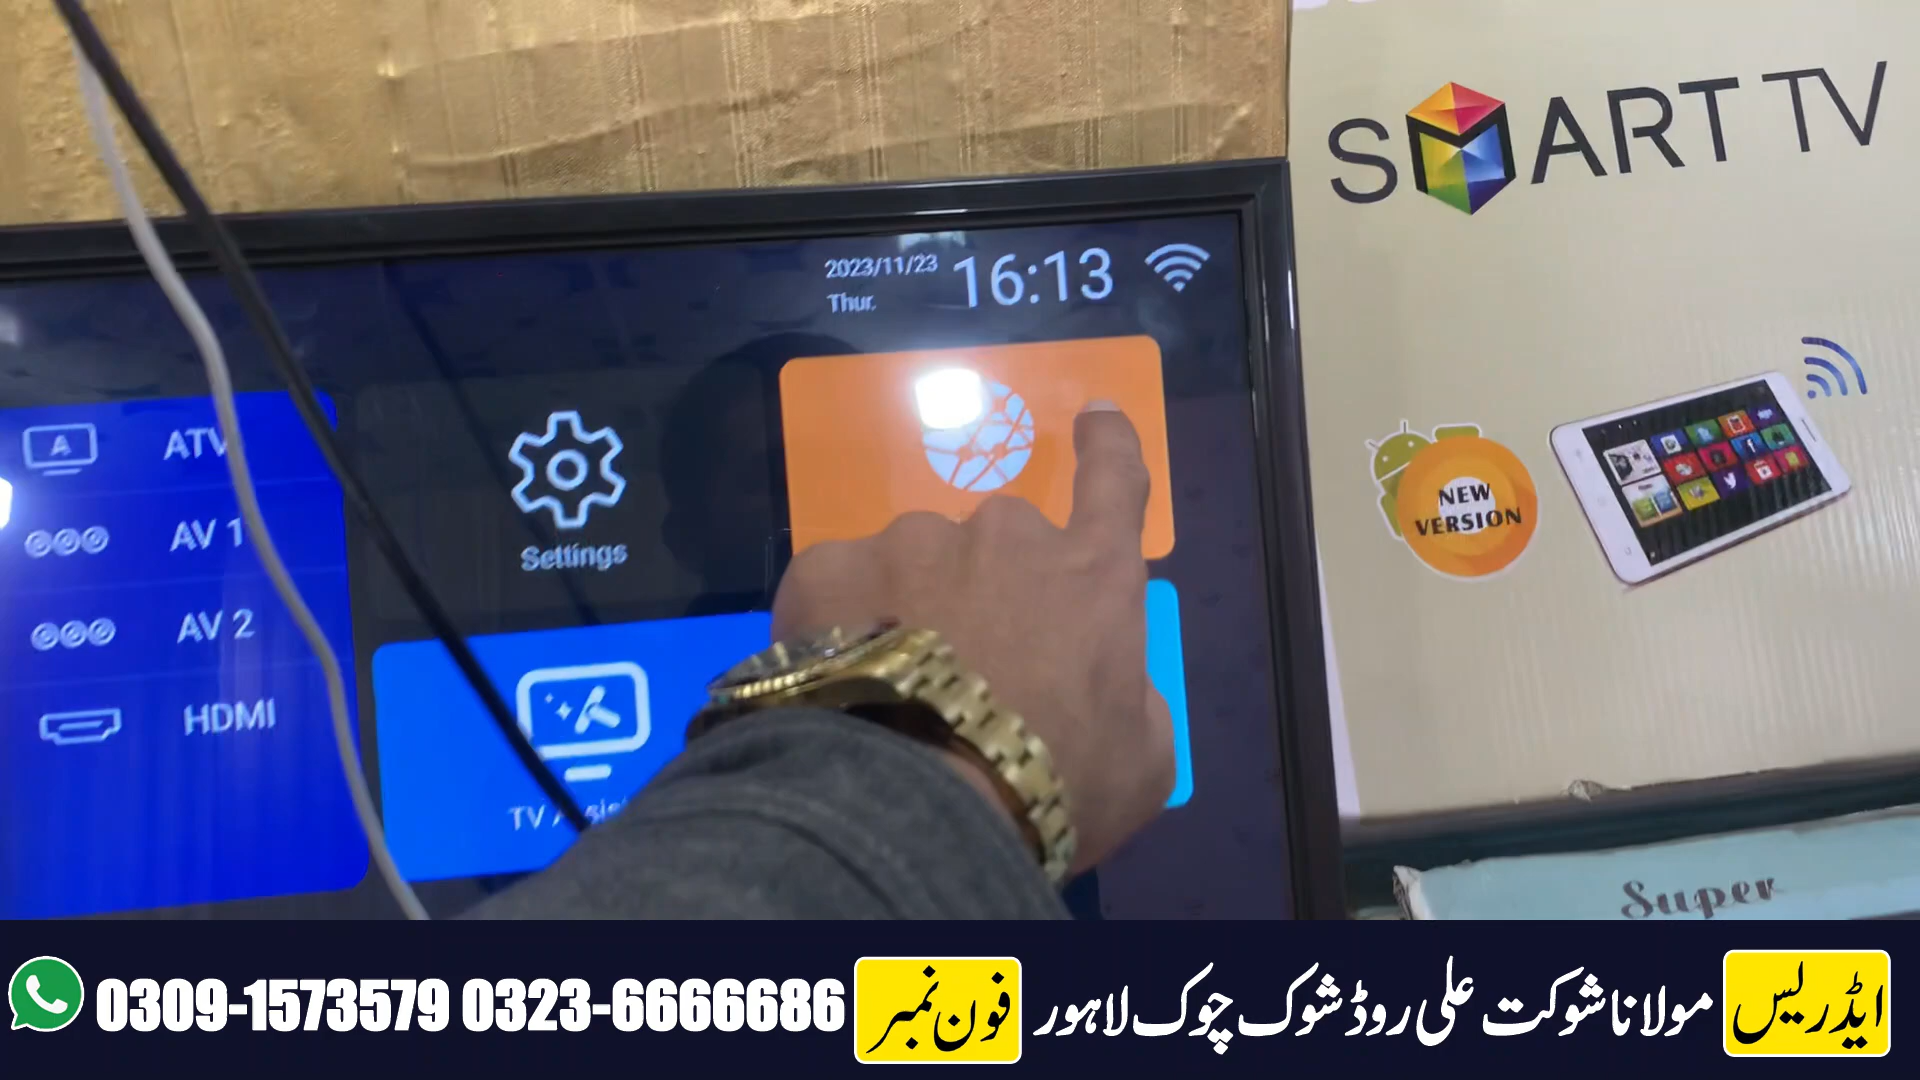 SMART TV
2023/11/23
Thur.
16:13
ATV
AV 1
AV 2
HDMI
Settings
NEW
VERSION
Super
0309-1573579 0323-6666686 فون نمبر
ایڈریس مولانا شوکت علی روڈ شوک چوک لاہور